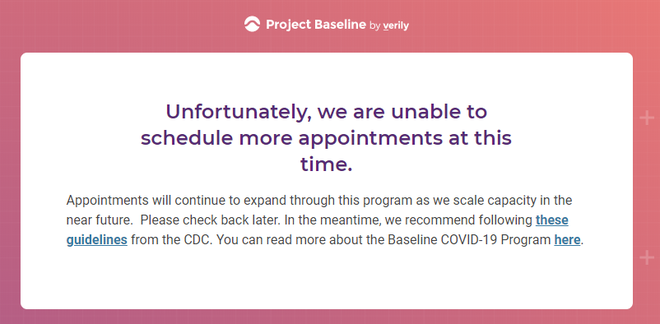 Project Baseline by verily
Unfortunately, we are unable to
schedule more appointments at this
time.
Appointments will continue to expand through this program as we scale capacity in the
near future.  Please check back later. In the meantime, we recommend following these
guidelines from the CDC. You can read more about the Baseline COVID-19 Program here.